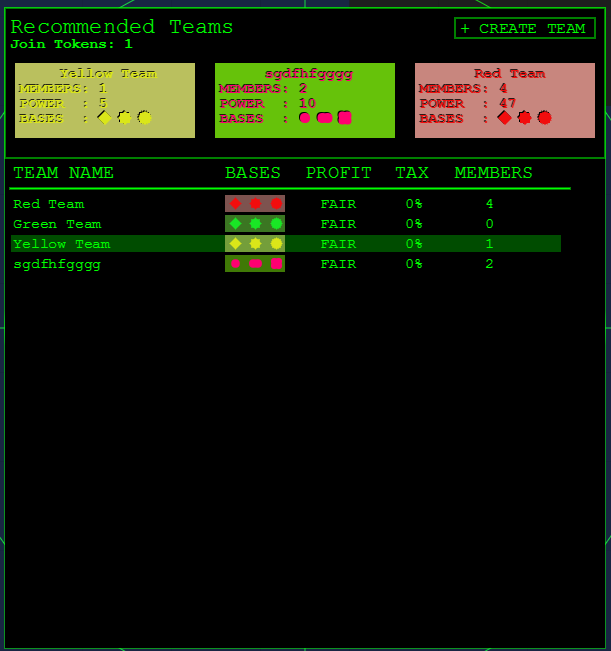 Recommended Teams
+ CREATE TEAM
Join Tokens: 1
Yellow Team
MEMBERS: 1
POWER : 5
BASES :
sgdfhfgggg
MEMBERS: 2
POWER : 10
BASES :
Red Team
MEMBERS: 4
POWER : 47
BASES :
TEAM NAME BASES PROFIT TAX MEMBERS
Red Team FAIR 0% 4
Green Team FAIR 0% 0
Yellow Team FAIR 0% 1
sgdfhfgggg FAIR 0% 2